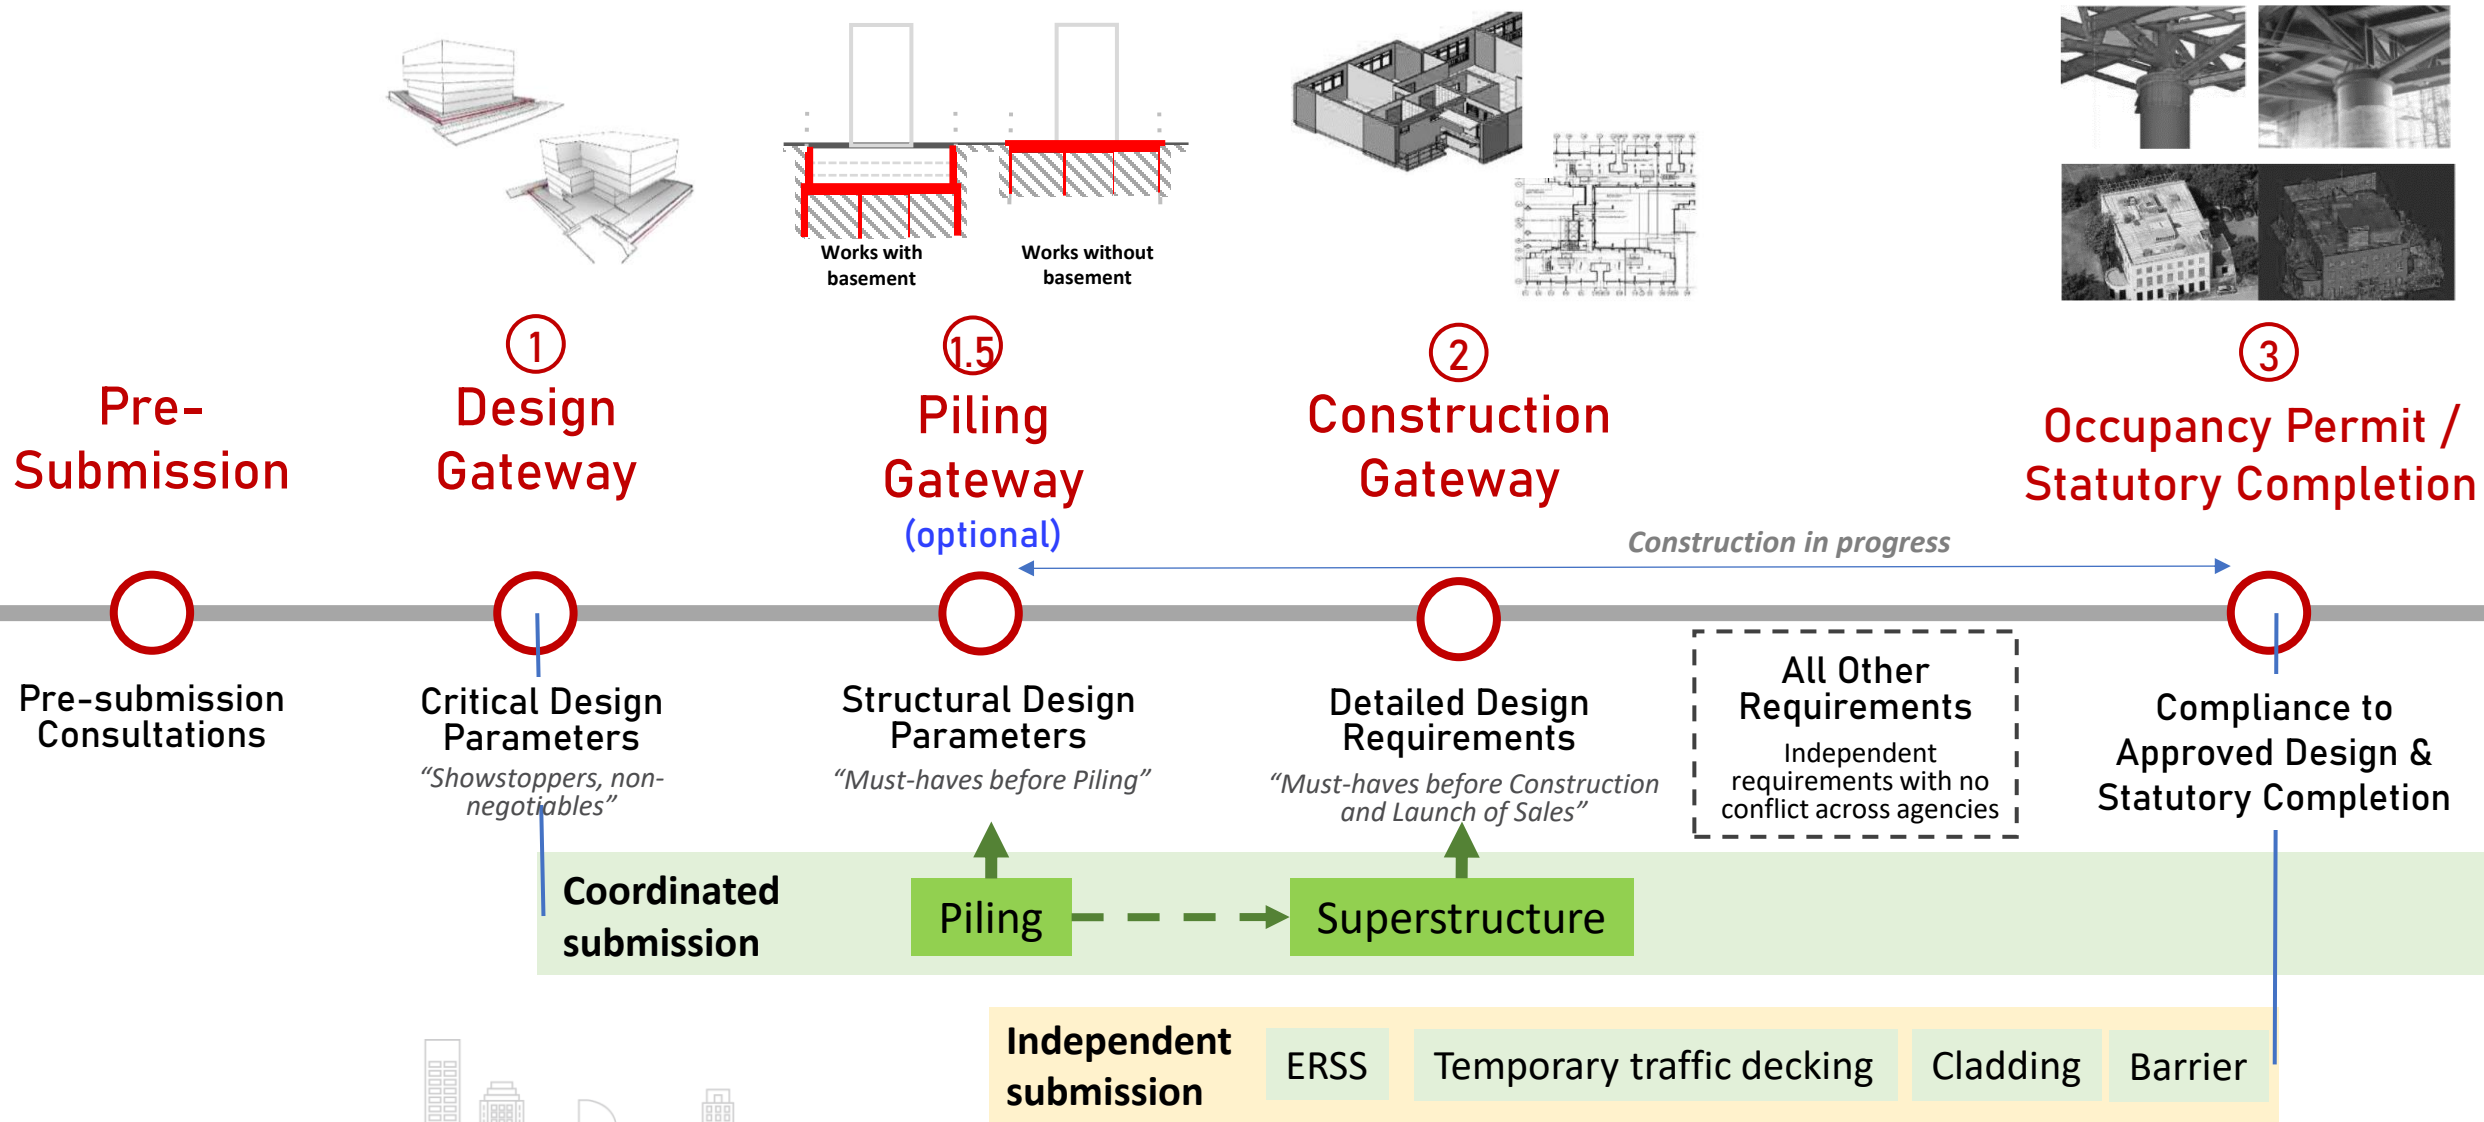 Works with
basement
Works without
basement
1
1.5
2
3
Pre-
Submission
Design
Gateway
Piling
Gateway
(optional)
Construction
Gateway
Occupancy Permit /
Statutory Completion
Construction in progress
Pre-submission
Consultations
Critical Design
Parameters
“Showstoppers, non-
negotiables”
Structural Design
Parameters
“Must-haves before Piling”
Detailed Design
Requirements
“Must-haves before Construction
and Launch of Sales”
All Other
Requirements
Independent
requirements with no
conflict across agencies
Compliance to
Approved Design &
Statutory Completion
Coordinated
submission
Piling
Superstructure
Independent
submission
ERSS
Temporary traffic decking
Cladding
Barrier